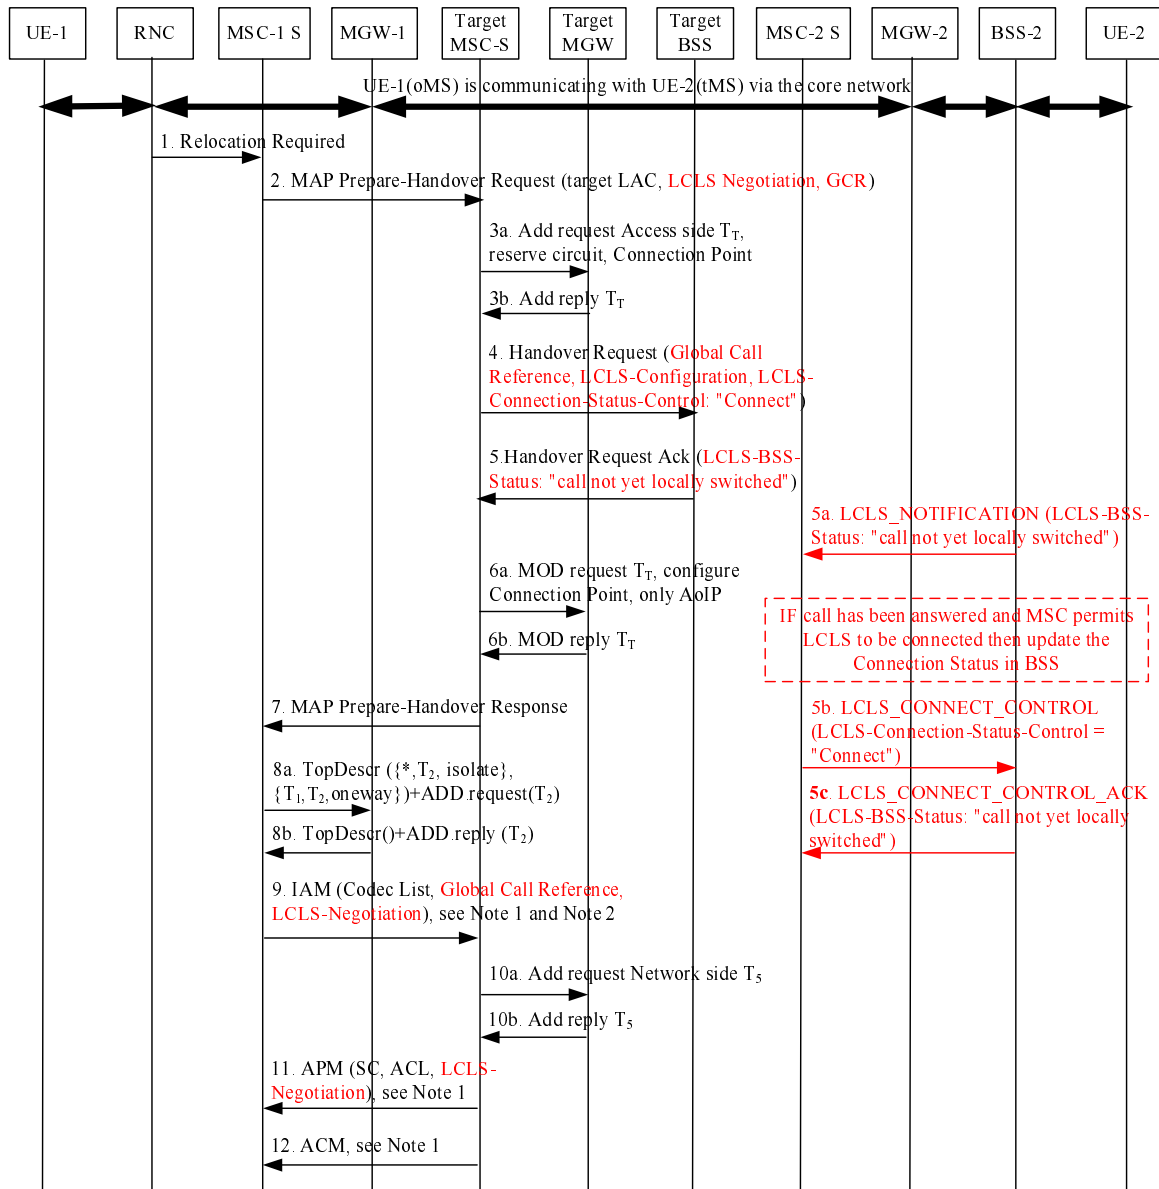 UE-1
RNC
MSC-1 S
MGW-1
Target
MSC-S
Target
MGW
Target
BSS
MSC-2 S
MGW-2
BSS-2
UE-2
UE-1(oMS) is communicating with UE-2(tMS) via the core network
1. Relocation Required
2. MAP Prepare-Handover Request (target LAC, LCLS Negotiation, GCR)
3a. Add request Access side TT,
reserve circuit, Connection Point
3b. Add reply TT
4. Handover Request (Global Call
Reference, LCLS-Configuration, LCLS-
Connection-Status-Control: "Connect")
5.Handover Request Ack (LCLS-BSS-
Status: "call not yet locally switched")
5a. LCLS_NOTIFICATION (LCLS-BSS-
Status: "call not yet locally switched")
6a. MOD request TT, configure
Connection Point, only AoIP
IF call has been answered and MSC permits
LCLS to be connected then update the
Connection Status in BSS
6b. MOD reply TT
7. MAP Prepare-Handover Response
5b. LCLS_CONNECT_CONTROL
(LCLS-Connection-Status-Control =
"Connect")
8a. TopDescr ({*,T2, isolate},
{T1,T2,oneway})+ADD.request(T2)
5c. LCLS_CONNECT_CONTROL_ACK
(LCLS-BSS-Status: "call not yet locally
switched")
8b. TopDescr()+ADD.reply (T2)
9. IAM (Codec List, Global Call Reference,
LCLS-Negotiation), see Note 1 and Note 2
10a. Add request Network side T5
10b. Add reply T5
11. APM (SC, ACL, LCLS-
Negotiation), see Note 1
12. ACM, see Note 1